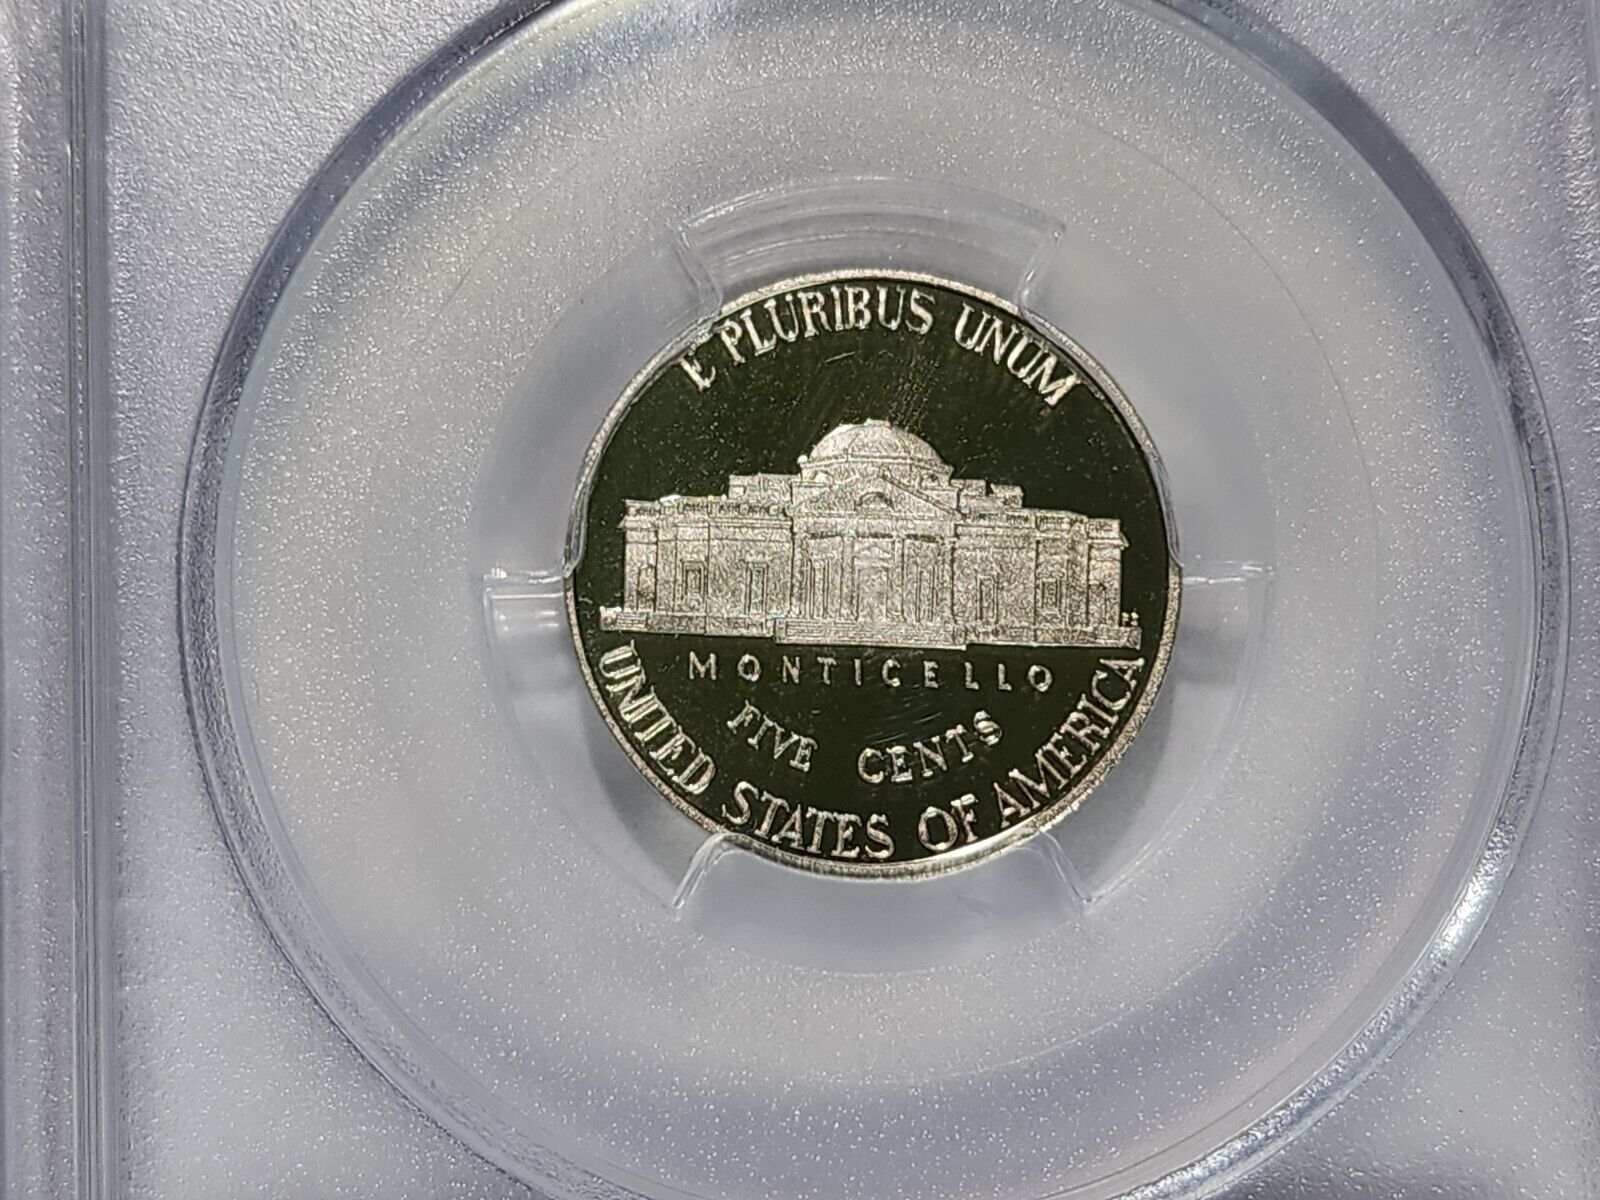 E PLURIBUS UNUM
MONTICELLO
FIVE CENTS
UNITED STATES OF AMERICA